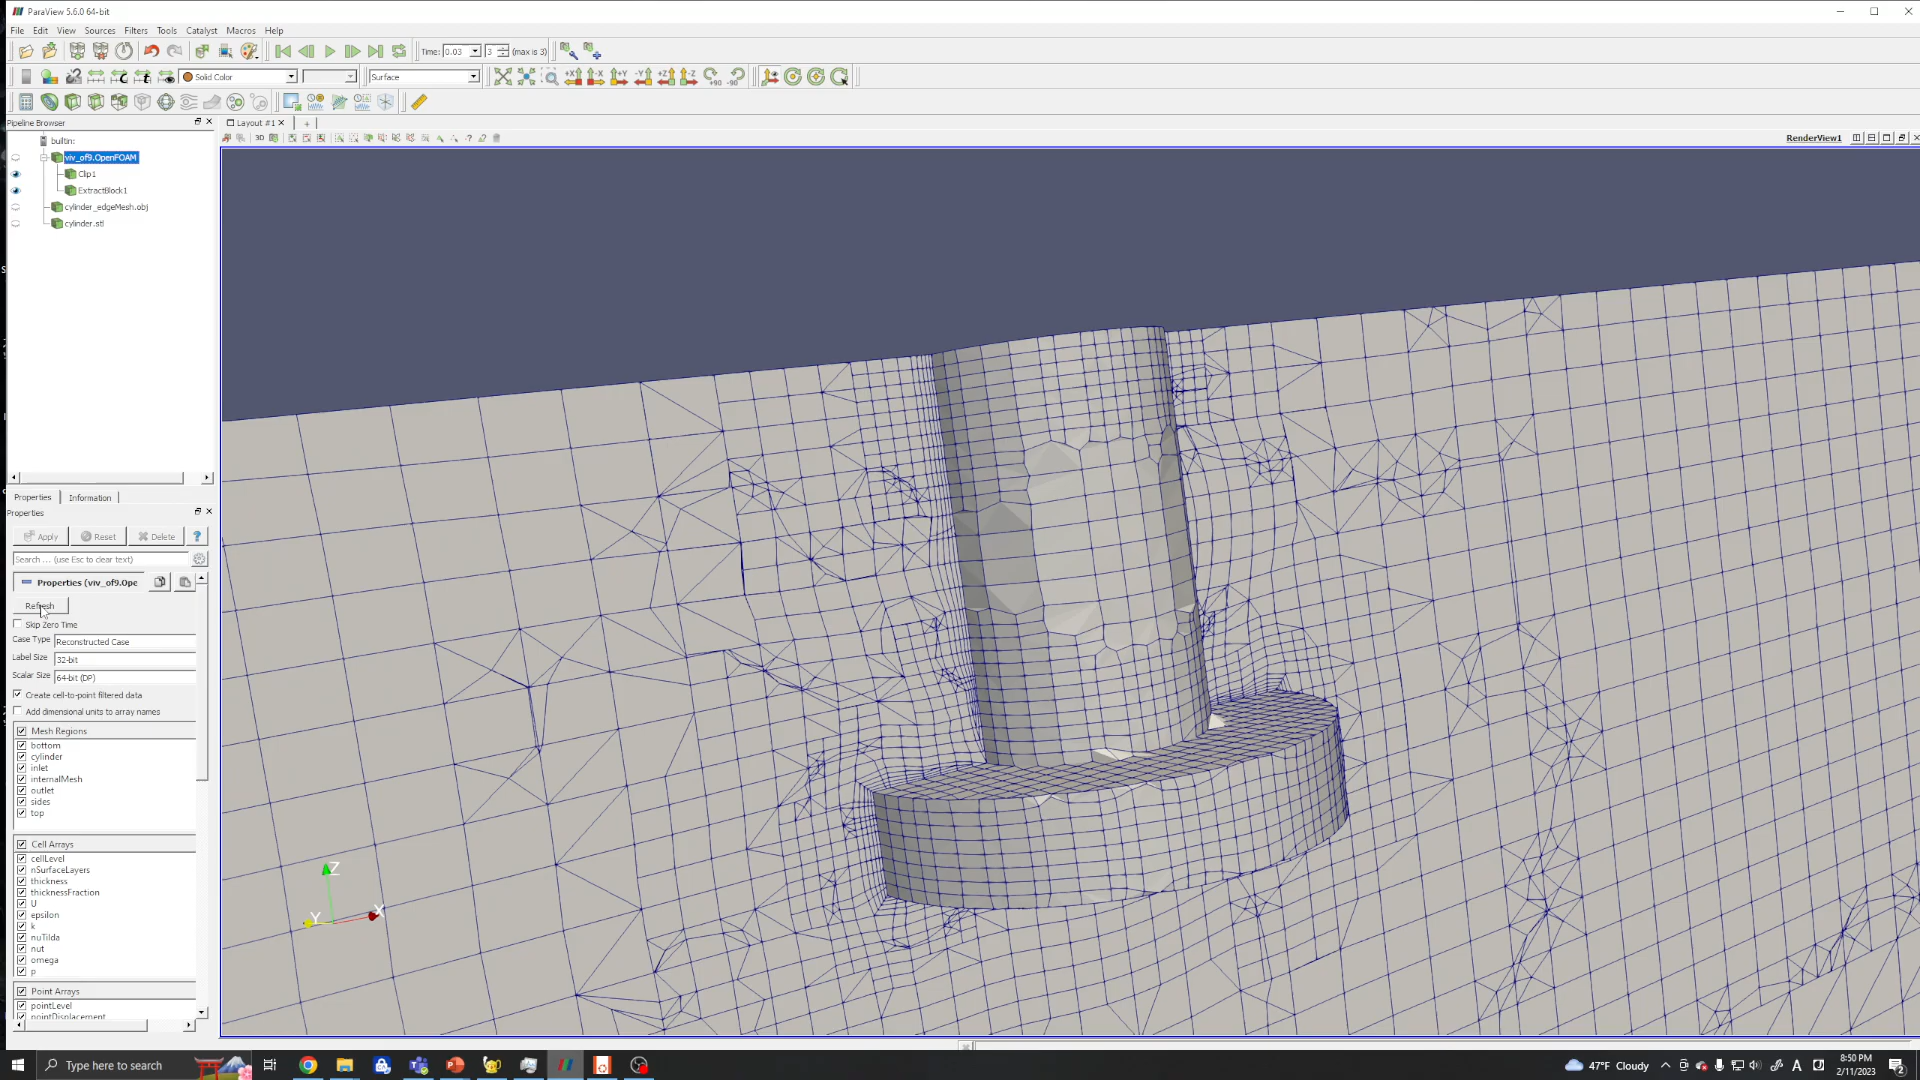 ParaView 5.6.0 64-bit
File Edit View Sources Filters Tools Catalyst Macros Help
Time: 0.03 3 (max is 3)
Solid Color Surface
+X -X +Y -Y +Z -Z +90 -90
Pipeline Browser
Layout #1 +
3D
RenderView1
builtin:
viv_of9.OpenFOAM
Clip1
ExtractBlock1
cylinder_edgeMesh.obj
cylinder.stl
Properties Information
Properties
Apply Reset Delete ?
Search ... (use Esc to clear text)
Properties (viv_of9.Ope
Refresh
Skip Zero Time
Case Type Reconstructed Case
Label Size 32-bit
Scalar Size 64-bit (DP)
Create cell-to-point filtered data
Add dimensional units to array names
Mesh Regions
bottom
cylinder
inlet
internalMesh
outlet
sides
top
Cell Arrays
cellLevel
nSurfaceLayers
thickness
thicknessFraction
U
epsilon
k
nuTilda
nut
omega
p
Point Arrays
pointLevel
pointDisplacement
Z
Y
X
Type here to search
47°F Cloudy
A
8:50 PM
2/11/2023
2